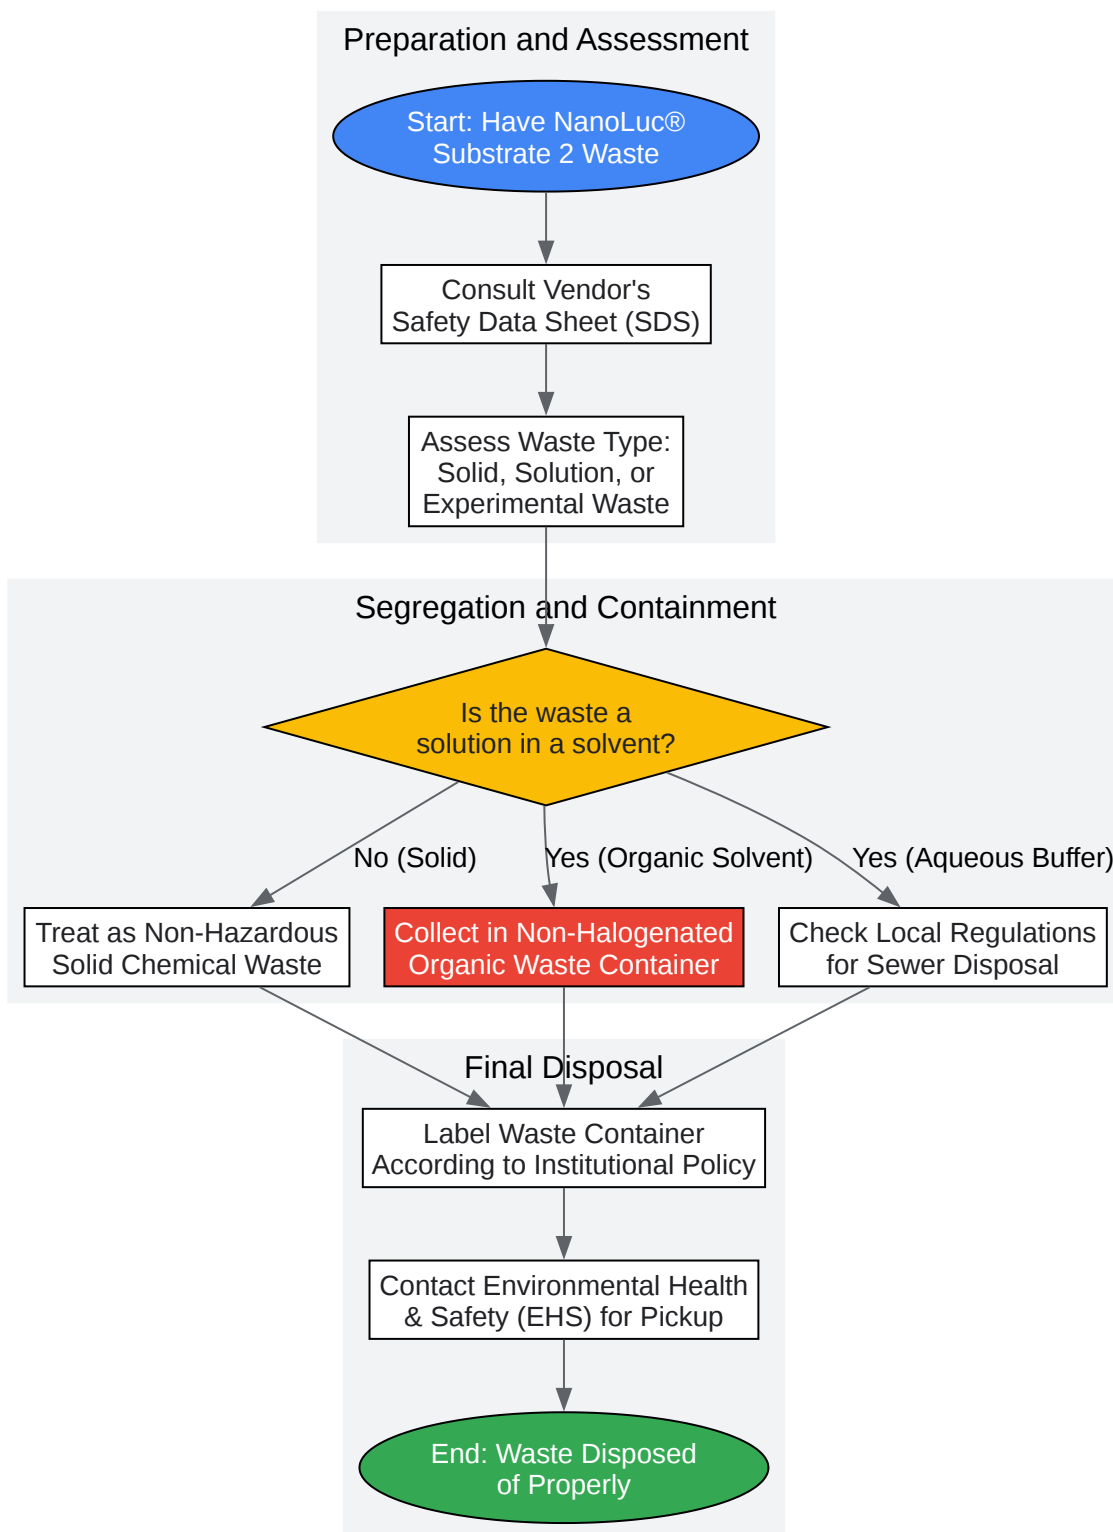 Preparation and Assessment
Start: Have NanoLuc®
Substrate 2 Waste
Consult Vendor's
Safety Data Sheet (SDS)
Assess Waste Type:
Solid, Solution, or
Experimental Waste
Segregation and Containment
Is the waste a
solution in a solvent?
No (Solid)
Yes (Organic Solvent)
Yes (Aqueous Buffer)
Treat as Non-Hazardous
Solid Chemical Waste
Collect in Non-Halogenated
Organic Waste Container
Check Local Regulations
for Sewer Disposal
Final Disposal
Label Waste Container
According to Institutional Policy
Contact Environmental Health
& Safety (EHS) for Pickup
End: Waste Disposed
of Properly